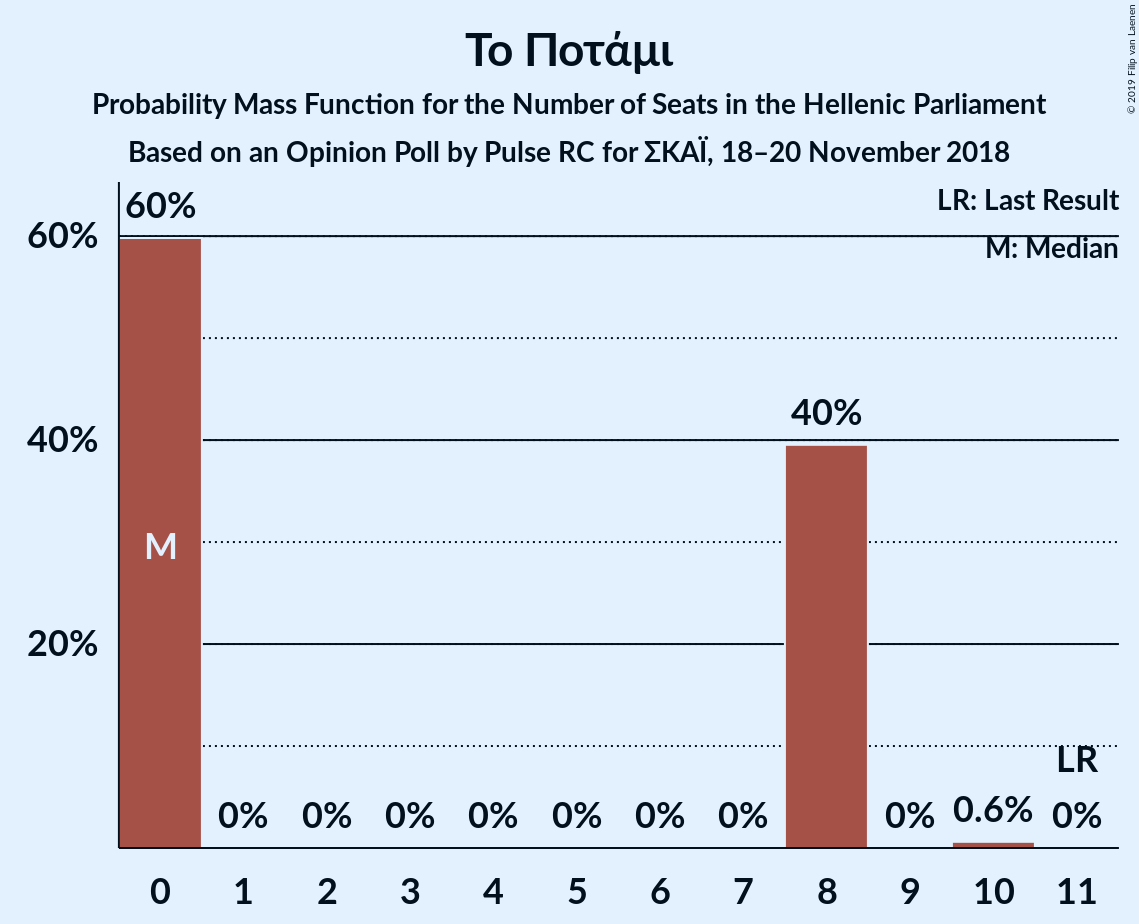 Το Ποτάμι
Probability Mass Function for the Number of Seats in the Hellenic Parliament
Based on an Opinion Poll by Pulse RC for ΣΚΑΪ, 18–20 November 2018
© 2019 Filip van Laenen
LR: Last Result
M: Median
60%
40%
20%
60%
M
0%
0%
0%
0%
0%
0%
0%
40%
0%
0.6%
LR
0%
0 1 2 3 4 5 6 7 8 9 10 11